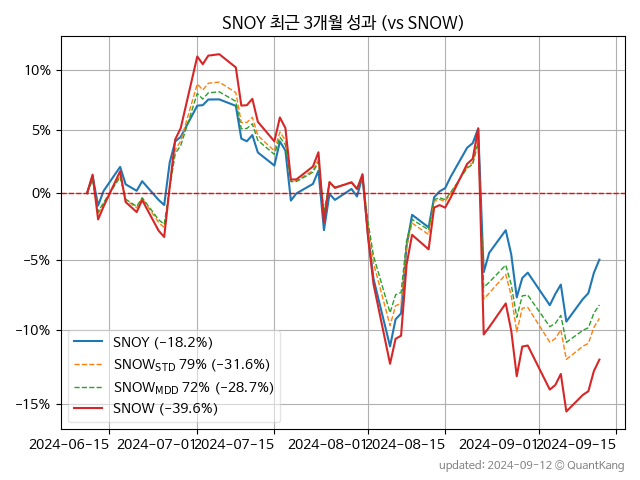 SNOY 최근 3개월 성과 (vs SNOW)
10%
5%
0%
−5%
−10%
−15%
SNOY (−18.2%)
SNOW_STD 79% (−31.6%)
SNOW_MDD 72% (−28.7%)
SNOW (−39.6%)
2024-06-15 2024-07-01 2024-07-15 2024-08-01 2024-08-15 2024-09-01 2024-09-15
updated: 2024-09-12 © QuantKang